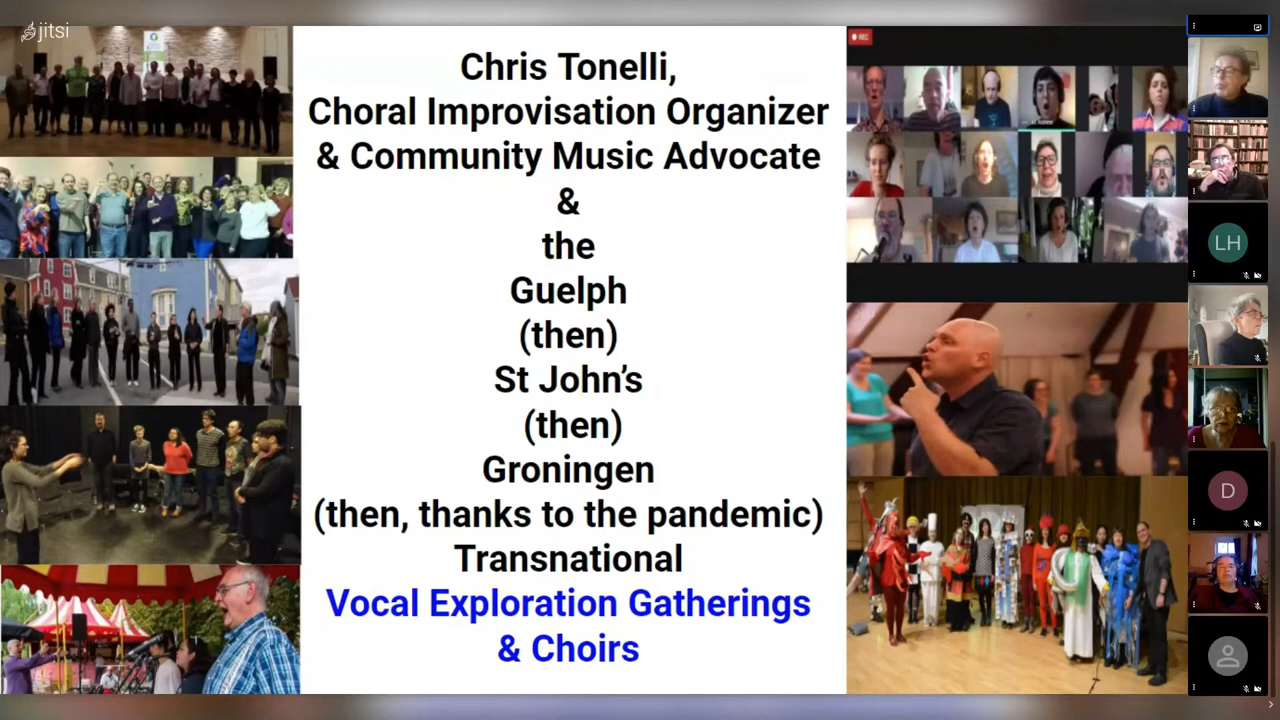 jitsi
Chris Tonelli,
Choral Improvisation Organizer
& Community Music Advocate
&
the
Guelph
(then)
St John's
(then)
Groningen
(then, thanks to the pandemic)
Transnational
Vocal Exploration Gatherings
& Choirs
REC
LH
D